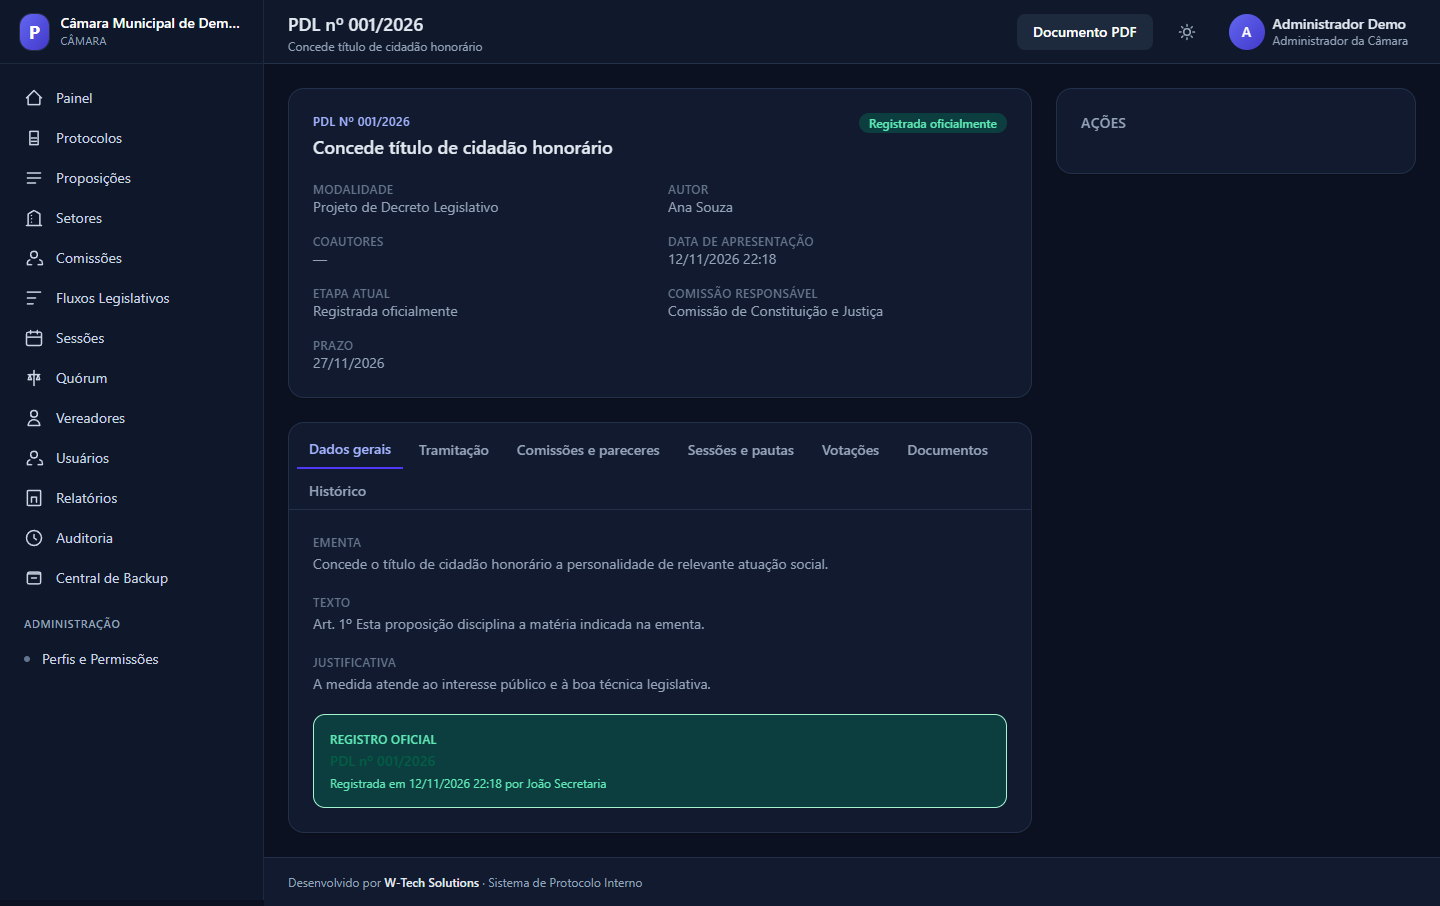 P
Câmara Municipal de Dem...
CÂMARA
PDL nº 001/2026
Concede título de cidadão honorário
Documento PDF
A
Administrador Demo
Administrador da Câmara
Painel
Protocolos
Proposições
Setores
Comissões
Fluxos Legislativos
Sessões
Quórum
Vereadores
Usuários
Relatórios
Auditoria
Central de Backup
ADMINISTRAÇÃO
Perfis e Permissões
PDL Nº 001/2026
Registrada oficialmente
Concede título de cidadão honorário
MODALIDADE
Projeto de Decreto Legislativo
AUTOR
Ana Souza
COAUTORES
—
DATA DE APRESENTAÇÃO
12/11/2026 22:18
ETAPA ATUAL
Registrada oficialmente
COMISSÃO RESPONSÁVEL
Comissão de Constituição e Justiça
PRAZO
27/11/2026
AÇÕES
Dados gerais
Tramitação
Comissões e pareceres
Sessões e pautas
Votações
Documentos
Histórico
EMENTA
Concede o título de cidadão honorário a personalidade de relevante atuação social.
TEXTO
Art. 1º Esta proposição disciplina a matéria indicada na ementa.
JUSTIFICATIVA
A medida atende ao interesse público e à boa técnica legislativa.
REGISTRO OFICIAL
PDL nº 001/2026
Registrada em 12/11/2026 22:18 por João Secretaria
Desenvolvido por W-Tech Solutions · Sistema de Protocolo Interno